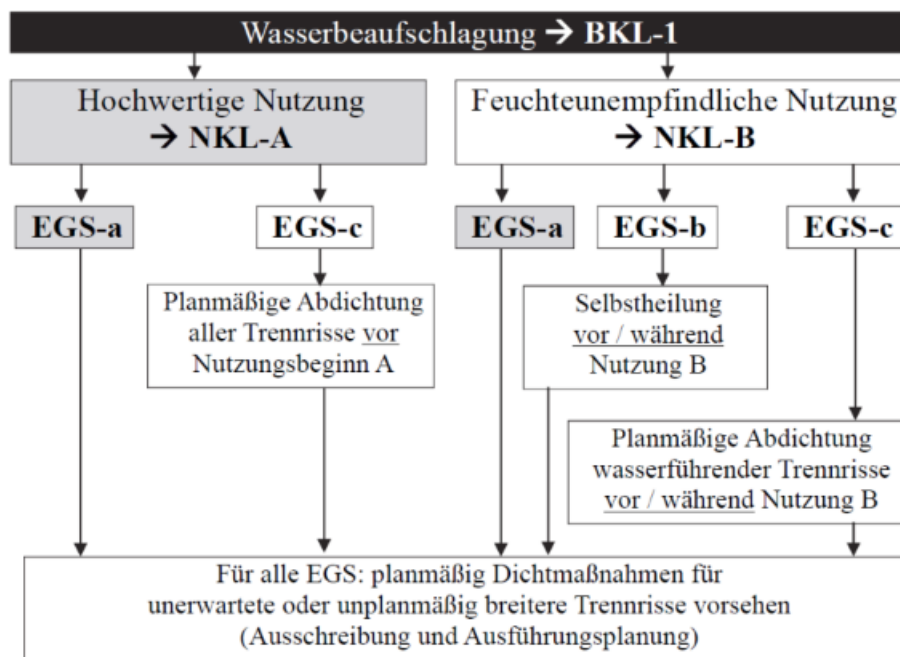 Wasserbeaufschlagung → BKL-1
Hochwertige Nutzung
→ NKL-A
Feuchteunempfindliche Nutzung
→ NKL-B
EGS-a
EGS-c
EGS-a
EGS-b
EGS-c
Planmäßige Abdichtung
aller Trennrisse vor
Nutzungsbeginn A
Selbstheilung
vor / während
Nutzung B
Planmäßige Abdichtung
wasserführender Trennrisse
vor / während Nutzung B
Für alle EGS: planmäßig Dichtmaßnahmen für
unerwartete oder unplanmäßig breitere Trennrisse vorsehen
(Ausschreibung und Ausführungsplanung)